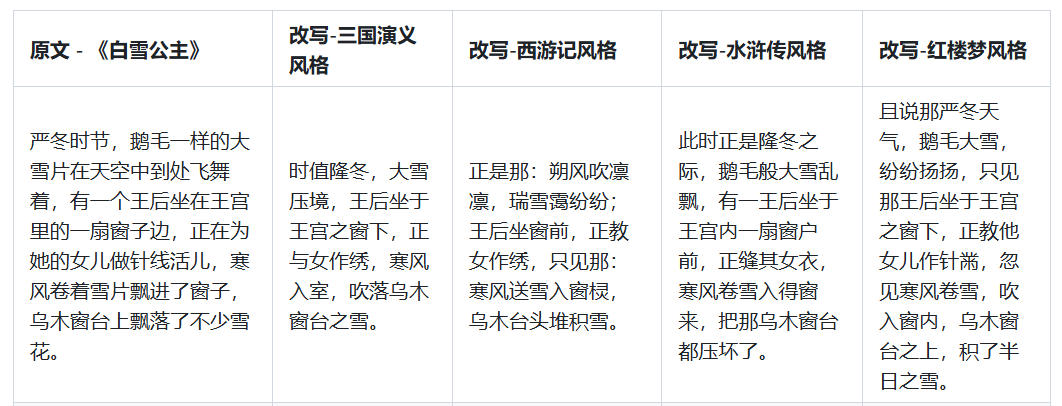 原文 - 《白雪公主》
改写-三国演义
风格
改写-西游记风格
改写-水浒传风格
改写-红楼梦风格
严冬时节，鹅毛一样的大
雪片在天空中到处飞舞
着，有一个王后坐在王宫
里的一扇窗子边，正在为
她的女儿做针线活儿，寒
风卷着雪片飘进了窗子，
乌木窗台上飘落了不少雪
花。
时值隆冬，大雪
压境，王后坐于
王宫之窗下，正
与女作绣，寒风
入室，吹落乌木
窗台之雪。
正是那：朔风吹凛
凛，瑞雪霭纷纷；
王后坐窗前，正教
女作绣，只见那：
寒风送雪入窗棂，
乌木台头堆积雪。
此时正是隆冬之
际，鹅毛般大雪乱
飘，有一王后坐于
王宫内一扇窗户
前，正缝其女衣，
寒风卷雪入得窗
来，把那乌木窗台
都压坏了。
且说那严冬天
气，鹅毛大雪，
纷纷扬扬，只见
那王后坐于王宫
之窗下，正教他
女儿作针黹，忽
见寒风卷雪，吹
入窗内，乌木窗
台之上，积了半
日之雪。